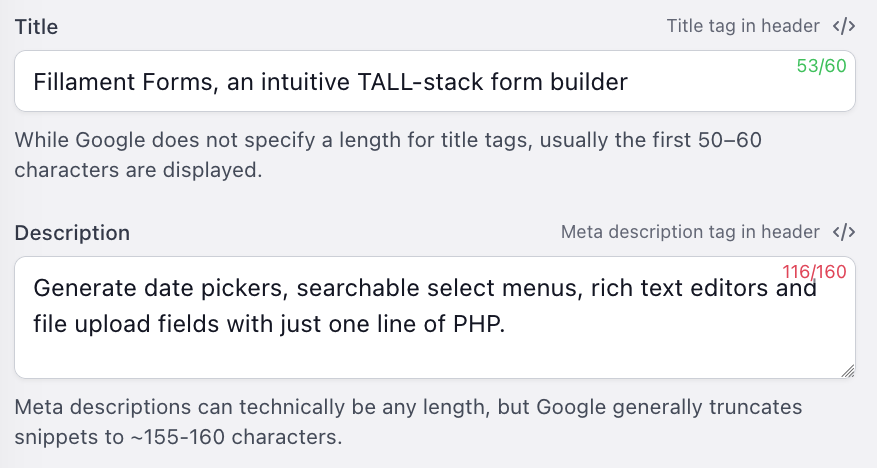 Title
Title tag in header </>
53/60
Fillament Forms, an intuitive TALL-stack form builder
While Google does not specify a length for title tags, usually the first 50–60
characters are displayed.
Description
Meta description tag in header </>
116/160
Generate date pickers, searchable select menus, rich text editors and
file upload fields with just one line of PHP.
Meta descriptions can technically be any length, but Google generally truncates
snippets to ~155-160 characters.